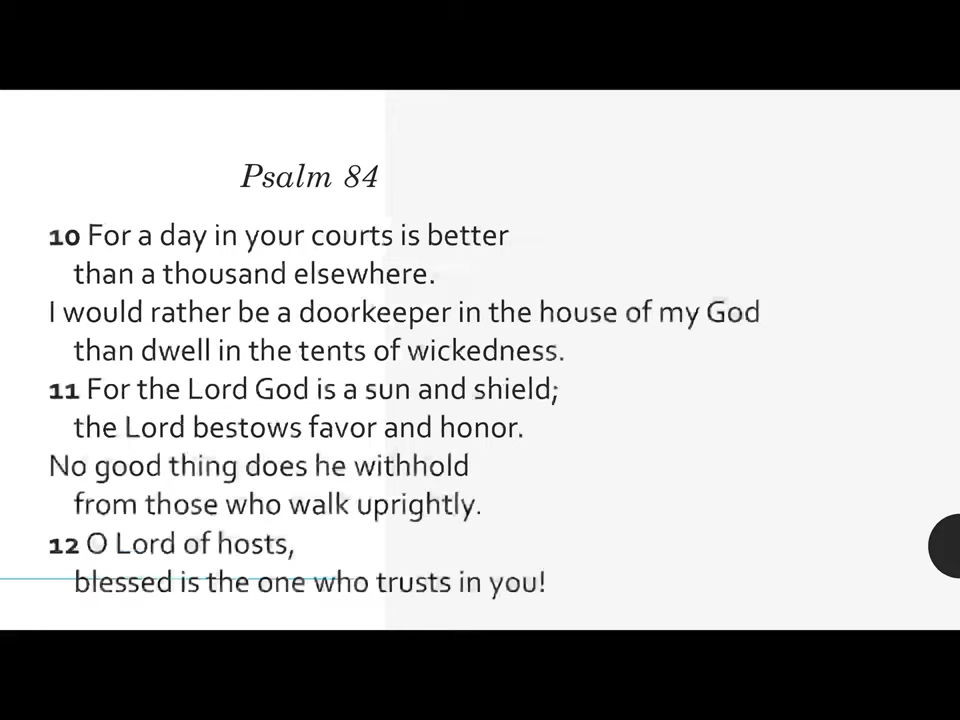 Psalm 84
10 For a day in your courts is better
than a thousand elsewhere.
I would rather be a doorkeeper in the house of my God
than dwell in the tents of wickedness.
11 For the Lord God is a sun and shield;
the Lord bestows favor and honor.
No good thing does he withhold
from those who walk uprightly.
12 O Lord of hosts,
blessed is the one who trusts in you!